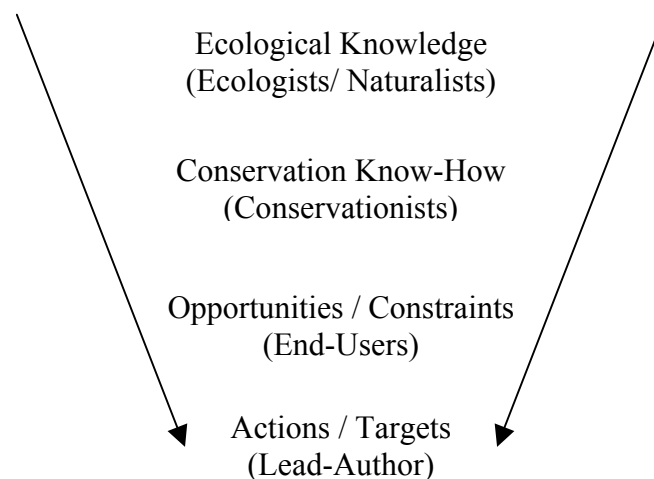 Ecological Knowledge
(Ecologists/ Naturalists)
Conservation Know-How
(Conservationists)
Opportunities / Constraints
(End-Users)
Actions / Targets
(Lead-Author)